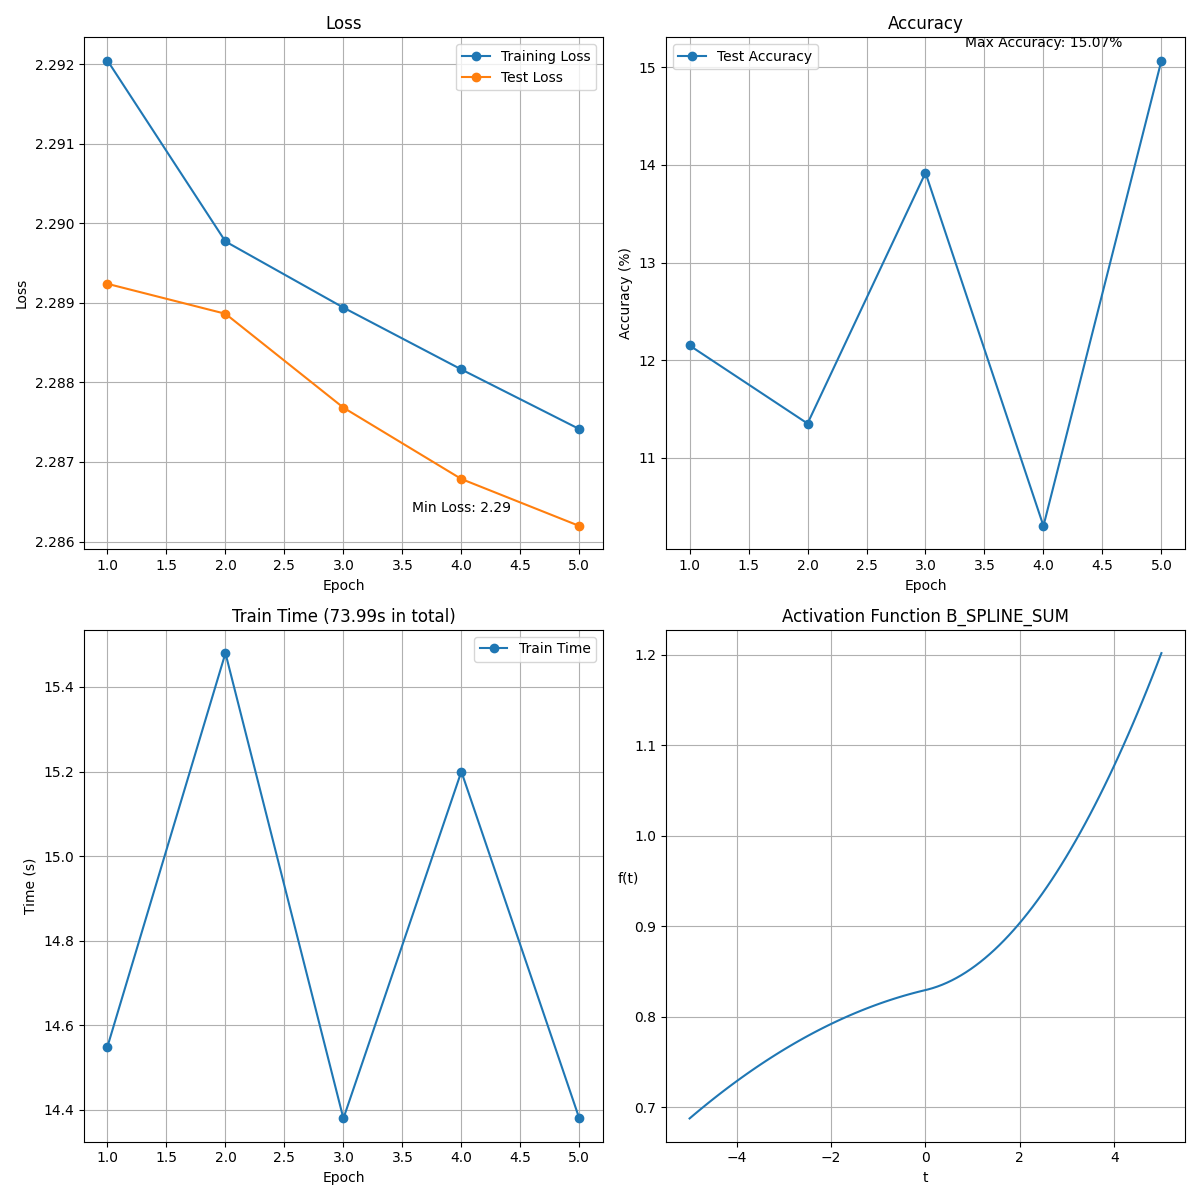 Loss
2.292
2.291
2.290
2.289
2.288
2.287
2.286
Loss
Training Loss
Test Loss
Min Loss: 2.29
1.0 1.5 2.0 2.5 3.0 3.5 4.0 4.5 5.0
Epoch
Accuracy
Max Accuracy: 15.07%
Test Accuracy
15
14
13
12
11
Accuracy (%)
1.0 1.5 2.0 2.5 3.0 3.5 4.0 4.5 5.0
Epoch
Train Time (73.99s in total)
Train Time
15.4
15.2
15.0
14.8
14.6
14.4
Time (s)
1.0 1.5 2.0 2.5 3.0 3.5 4.0 4.5 5.0
Epoch
Activation Function B_SPLINE_SUM
1.2
1.1
1.0
0.9
0.8
0.7
f(t)
−4 −2 0 2 4
t